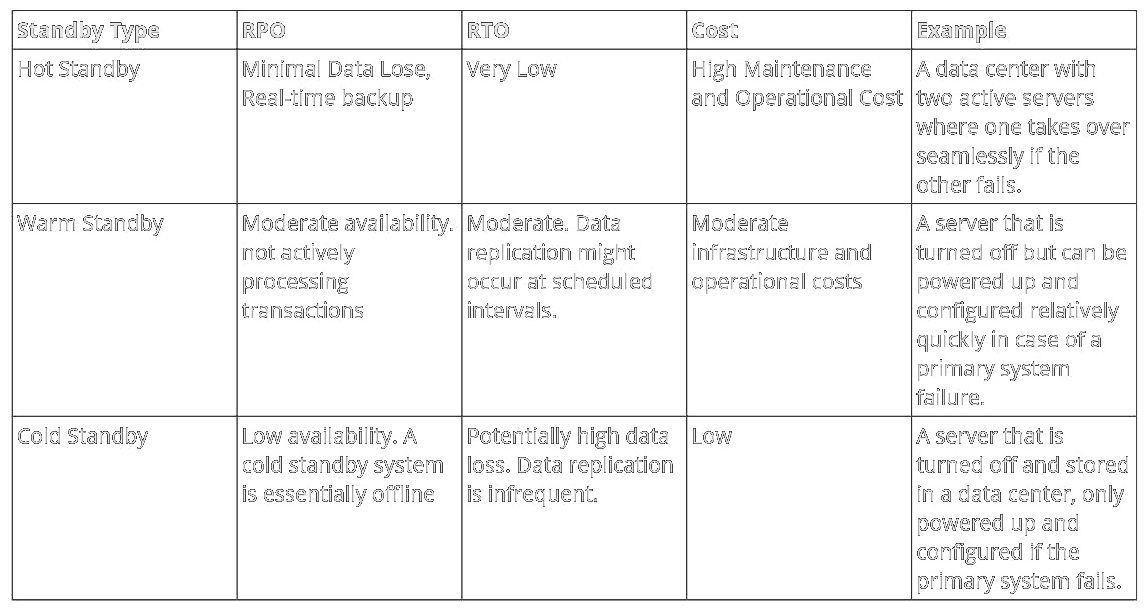 Standby Type
RPO
RTO
Cost
Example
Hot Standby
Minimal Data Lose,
Real-time backup
Very Low
High Maintenance
and Operational Cost
A data center with
two active servers
where one takes over
seamlessly if the
other fails.
Warm Standby
Moderate availability.
not actively
processing
transactions
Moderate. Data
replication might
occur at scheduled
intervals.
Moderate
infrastructure and
operational costs
A server that is
turned off but can be
powered up and
configured relatively
quickly in case of a
primary system
failure.
Cold Standby
Low availability. A
cold standby system
is essentially offline
Potentially high data
loss. Data replication
is infrequent.
Low
A server that is
turned off and stored
in a data center, only
powered up and
configured if the
primary system fails.